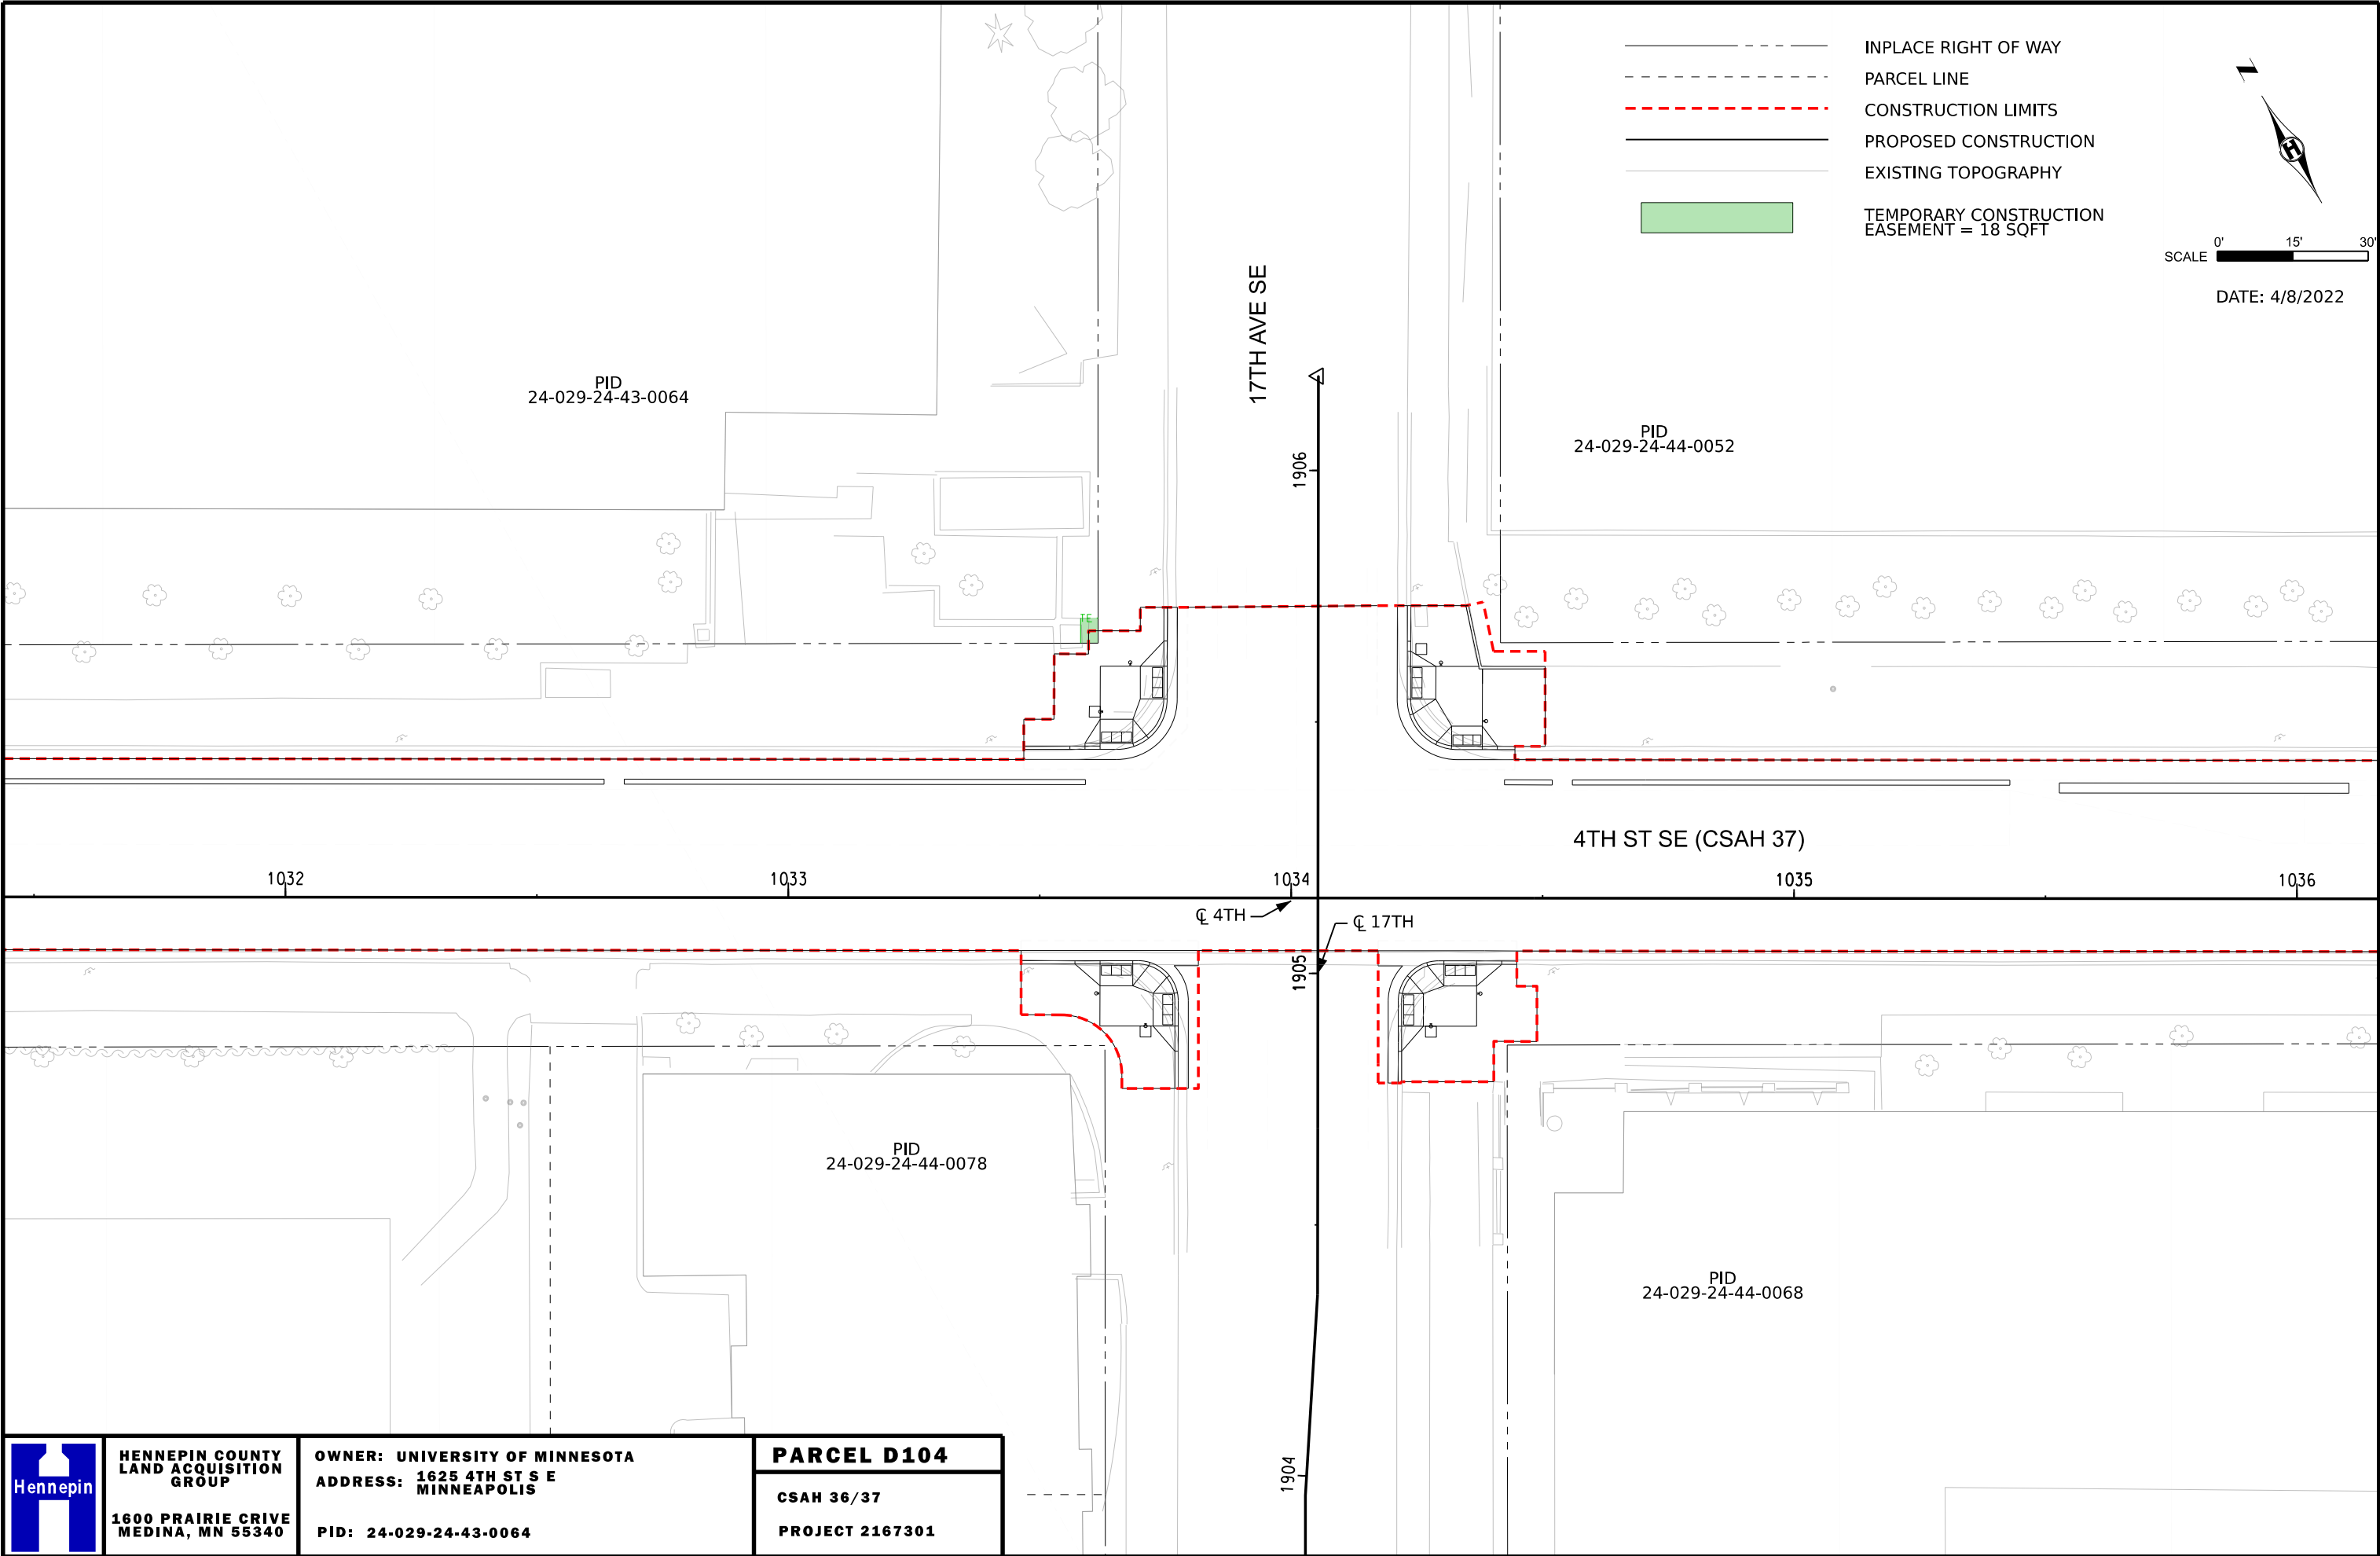 INPLACE RIGHT OF WAY
PARCEL LINE
CONSTRUCTION LIMITS
PROPOSED CONSTRUCTION
EXISTING TOPOGRAPHY
TEMPORARY CONSTRUCTION
EASEMENT = 18 SQFT
Z
H
SCALE 0' 15' 30'
DATE: 4/8/2022
17TH AVE SE
PID
24-029-24-43-0064
PID
24-029-24-44-0052
1906
TE
4TH ST SE (CSAH 37)
1032 1033 1034 1035 1036
℄ 4TH
℄ 17TH
1905
PID
24-029-24-44-0078
PID
24-029-24-44-0068
1904
Hennepin
HENNEPIN COUNTY
LAND ACQUISITION
GROUP
1600 PRAIRIE CRIVE
MEDINA, MN 55340
OWNER: UNIVERSITY OF MINNESOTA
ADDRESS: 1625 4TH ST S E
MINNEAPOLIS
PID: 24-029-24-43-0064
PARCEL D104
CSAH 36/37
PROJECT 2167301